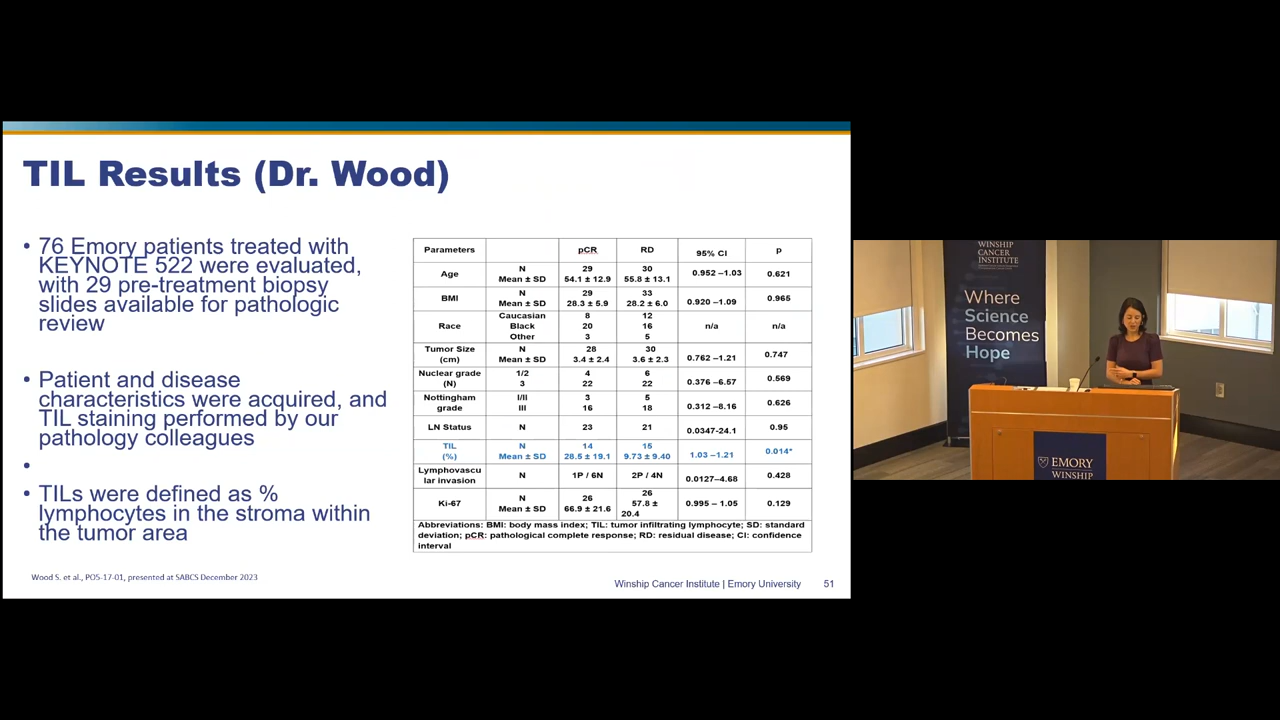 TIL Results (Dr. Wood)
• 76 Emory patients treated with
KEYNOTE 522 were evaluated,
with 29 pre-treatment biopsy
slides available for pathologic
review
• Patient and disease
characteristics were acquired, and
TIL staining performed by our
pathology colleagues
•
• TILs were defined as %
lymphocytes in the stroma within
the tumor area
Parameters pCR RD 95% CI p
Age N 29 30 0.952 –1.03 0.621
Mean ± SD 54.1 ± 12.9 55.8 ± 13.1
BMI N 29 33 0.920 –1.09 0.965
Mean ± SD 28.3 ± 5.9 28.2 ± 6.0
Caucasian 8 12
Race Black 20 16 n/a n/a
Other 3 5
Tumor Size N 28 30 0.747
(cm) Mean ± SD 3.4 ± 2.4 3.6 ± 2.3 0.762 –1.21
Nuclear grade 1/2 4 6 0.569
(N) 3 22 22 0.376 –6.57
Nottingham I/II 3 5 0.626
grade III 16 18 0.312 –8.16
LN Status N 23 21 0.0347-24.1 0.95
TIL N 14 15 0.014*
(%) Mean ± SD 28.5 ± 19.1 9.73 ± 9.40 1.03 –1.21
Lymphovascu
lar invasion N 1P / 6N 2P / 4N 0.0127–4.68 0.428
Ki-67 N 26 26 0.995 – 1.05 0.129
Mean ± SD 66.9 ± 21.6 57.8 ±
20.4
Abbreviations: BMI: body mass index; TIL: tumor infiltrating lymphocyte; SD: standard
deviation; pCR: pathological complete response; RD: residual disease; CI: confidence
interval
Wood S. et al., PO5-17-01, presented at SABCS December 2023
Winship Cancer Institute | Emory University 51
WINSHIP
CANCER
INSTITUTE
Where
Science
Becomes
Hope
EMORY
WINSHIP